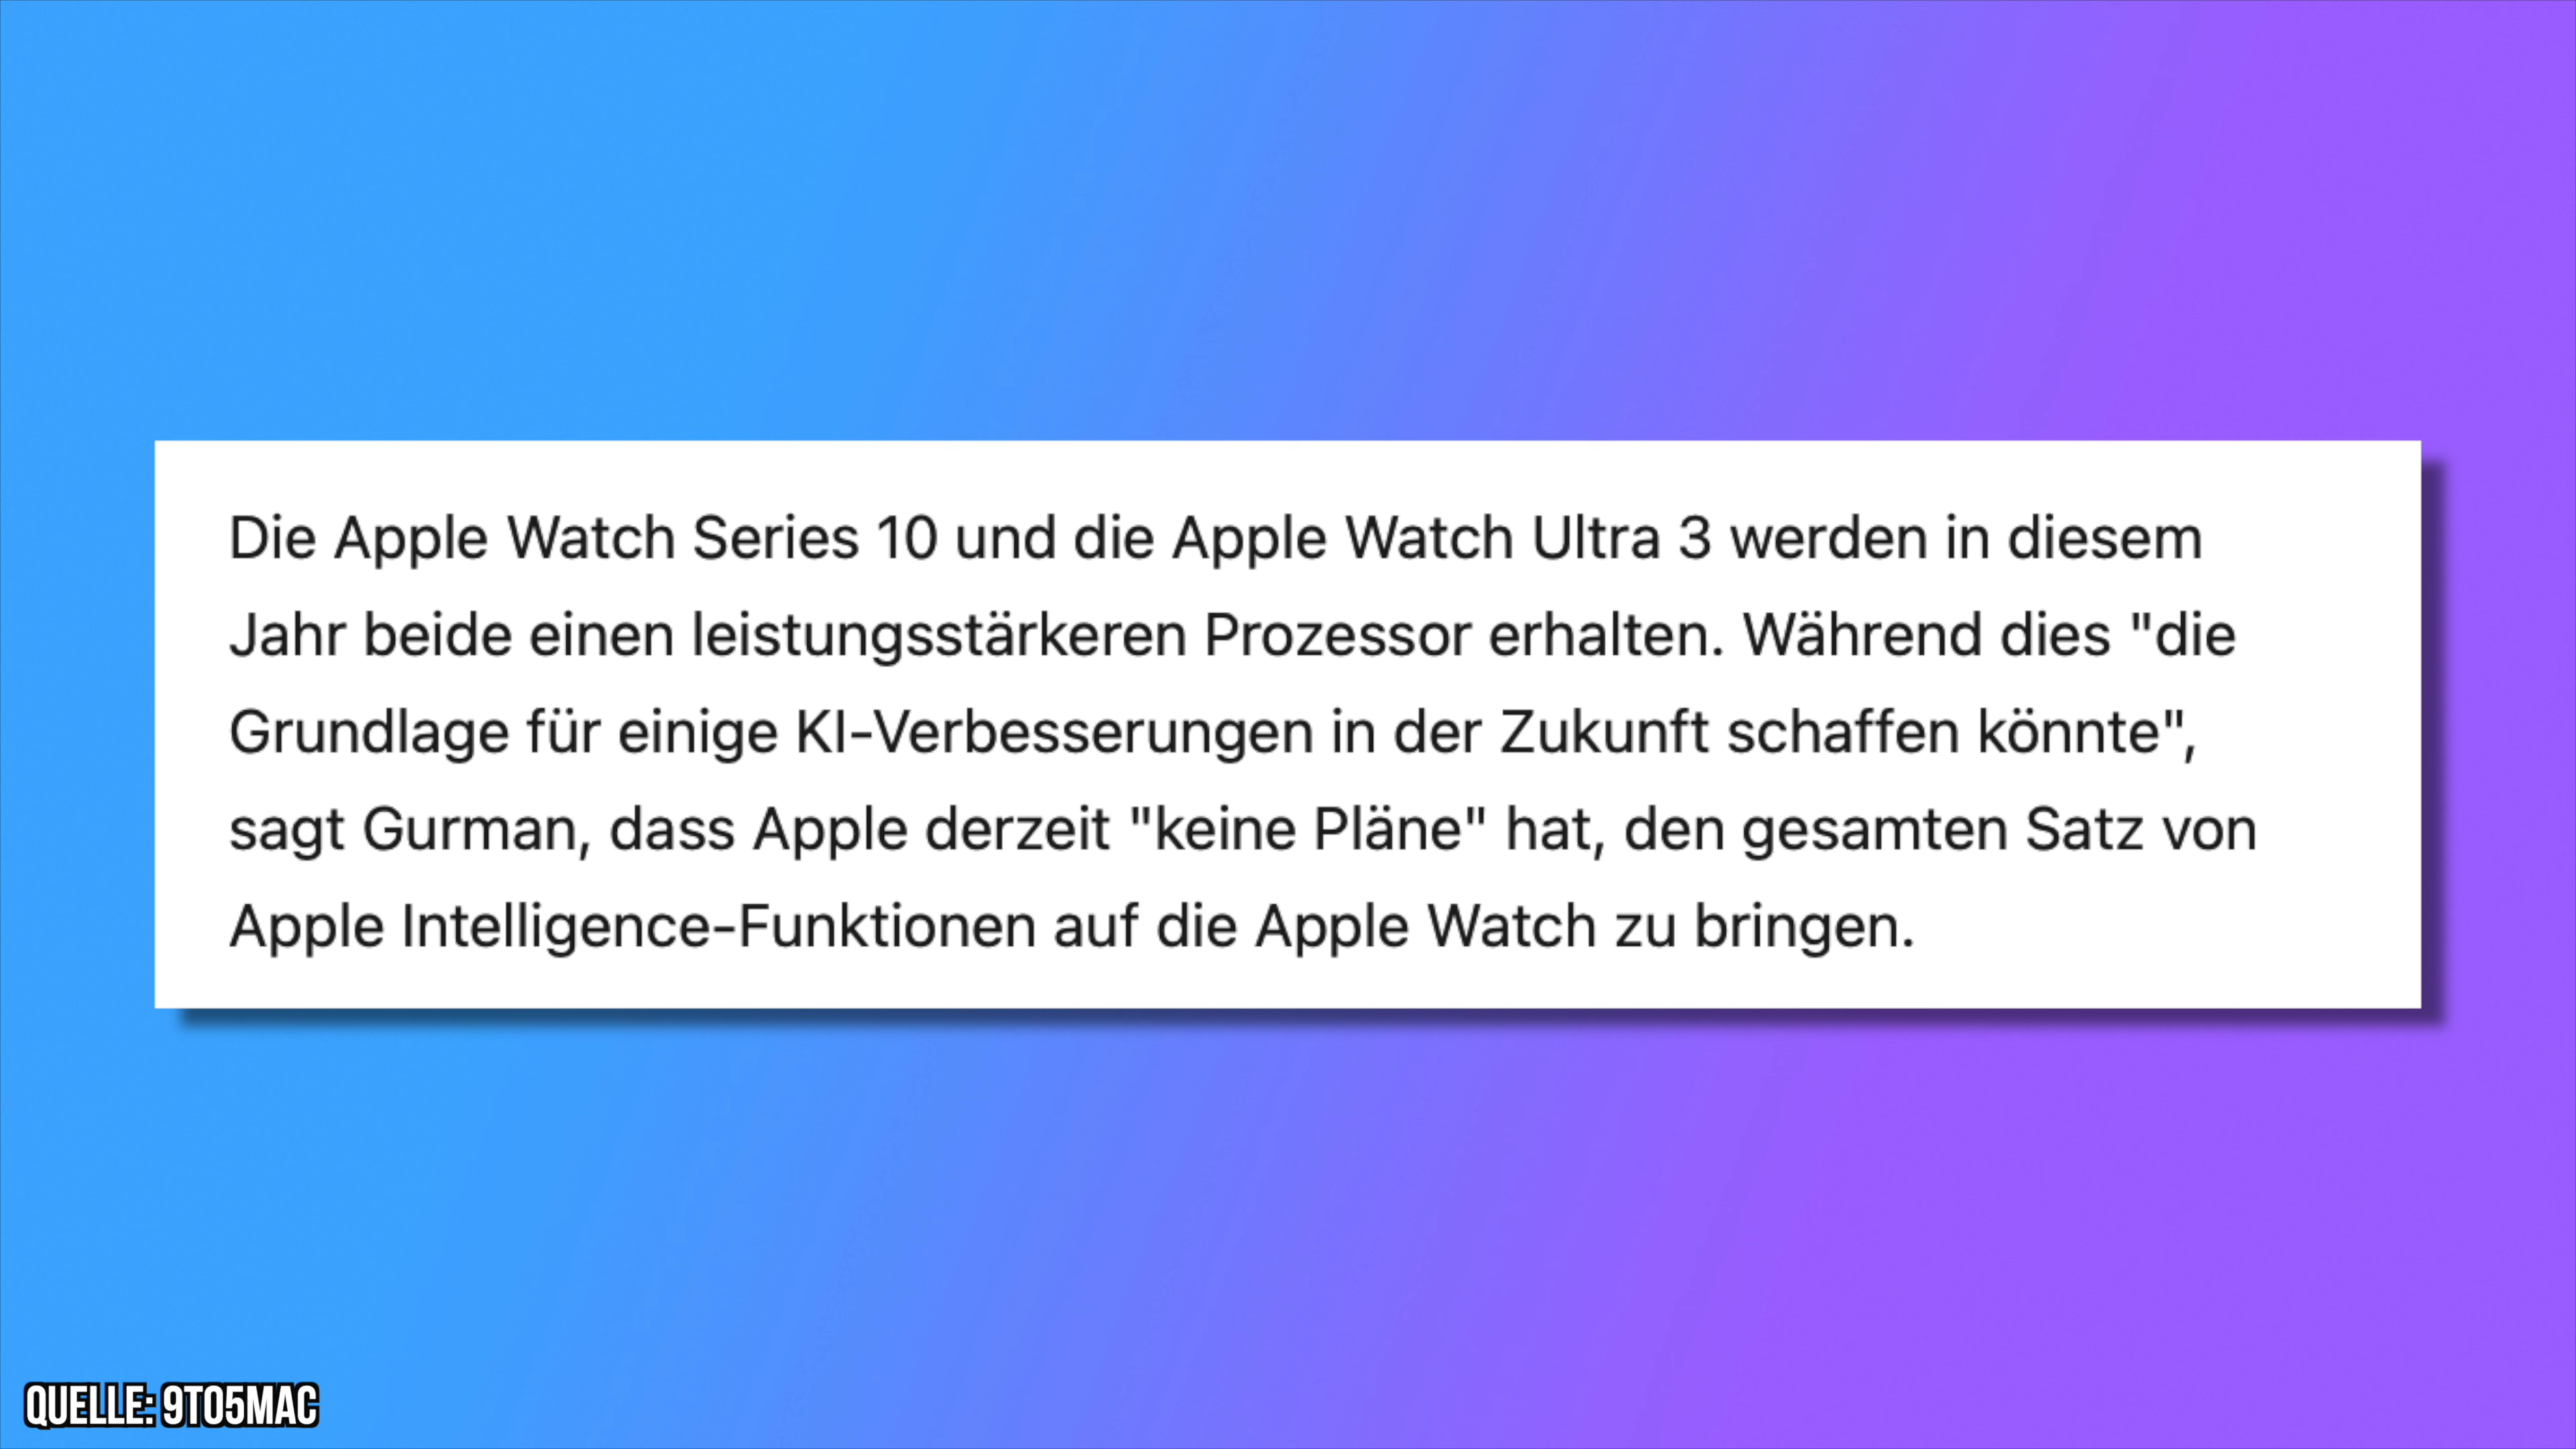 Die Apple Watch Series 10 und die Apple Watch Ultra 3 werden in diesem
Jahr beide einen leistungsstärkeren Prozessor erhalten. Während dies "die
Grundlage für einige KI-Verbesserungen in der Zukunft schaffen könnte",
sagt Gurman, dass Apple derzeit "keine Pläne" hat, den gesamten Satz von
Apple Intelligence-Funktionen auf die Apple Watch zu bringen.
QUELLE: 9TO5MAC